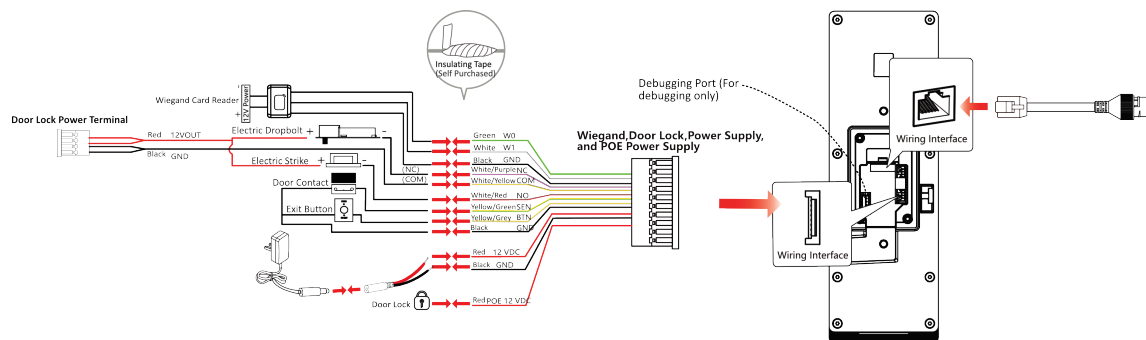 Insulating Tape
(Self Purchased)
Wiegand Card Reader
+
-
12V Power
Door Lock Power Terminal
Red 12VOUT
Black GND
Electric Dropbolt + -
Electric Strike + -
(NC)
(COM)
Door Contact
Exit Button
Door Lock
Green W0
White W1
Black GND
White/Purple NC
White/Yellow COM
White/Red NO
Yellow/Green SEN
Yellow/Grey BTN
Black GND
Red 12 VDC
Black GND
Red POE 12 VDC
Wiegand,Door Lock,Power Supply,
and POE Power Supply
Debugging Port (For
debugging only)
Wiring Interface
Wiring Interface